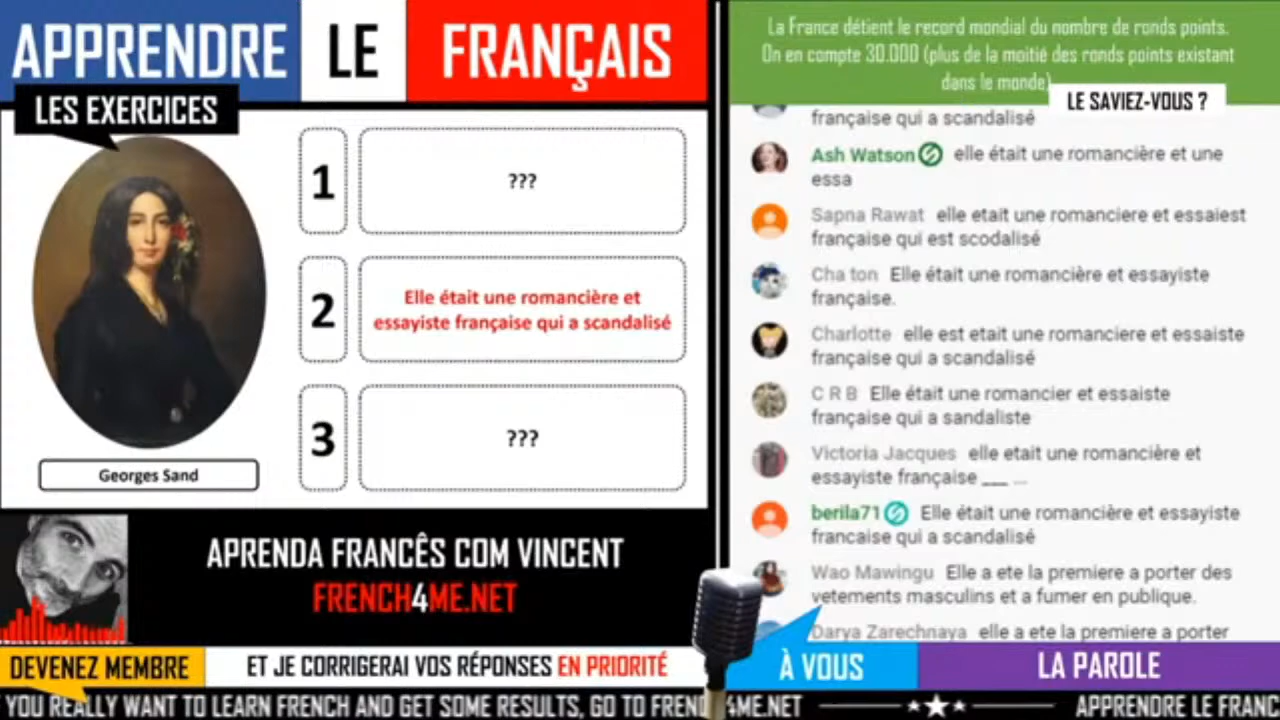 APPRENDRE LE FRANÇAIS
LES EXERCICES
1
???
2
Elle était une romancière et
essayiste française qui a scandalisé
3
???
Georges Sand
APRENDA FRANCÊS COM VINCENT
FRENCH4ME.NET
DEVENEZ MEMBRE
ET JE CORRIGERAI VOS RÉPONSES EN PRIORITÉ
La France détient le record mondial du nombre de ronds points.
On en compte 30.000 (plus de la moitié des ronds points existant
dans le monde)
LE SAVIEZ-VOUS ?
française qui a scandalisé
Ash Watson elle était une romancière et une
essa
Sapna Rawat elle etait une romanciere et essaiest
française qui est scodalisé
Cha ton Elle était une romancière et essayiste
française.
Charlotte elle est etait une romanciere et essaiste
française qui a scandalisé
C R B Elle était une romancier et essaiste
française qui a sandaliste
Victoria Jacques elle etait une romancière et
essayiste française ___ ...
berila71 Elle était une romancière et essayiste
francaise qui a scandalisé
Wao Mawingu Elle a ete la premiere a porter des
vetements masculins et a fumer en publique.
Darya Zarechnaya elle a ete la premiere a porter
À VOUS
LA PAROLE
YOU REALLY WANT TO LEARN FRENCH AND GET SOME RESULTS, GO TO FRENCH4ME.NET
APPRENDRE LE FRANC